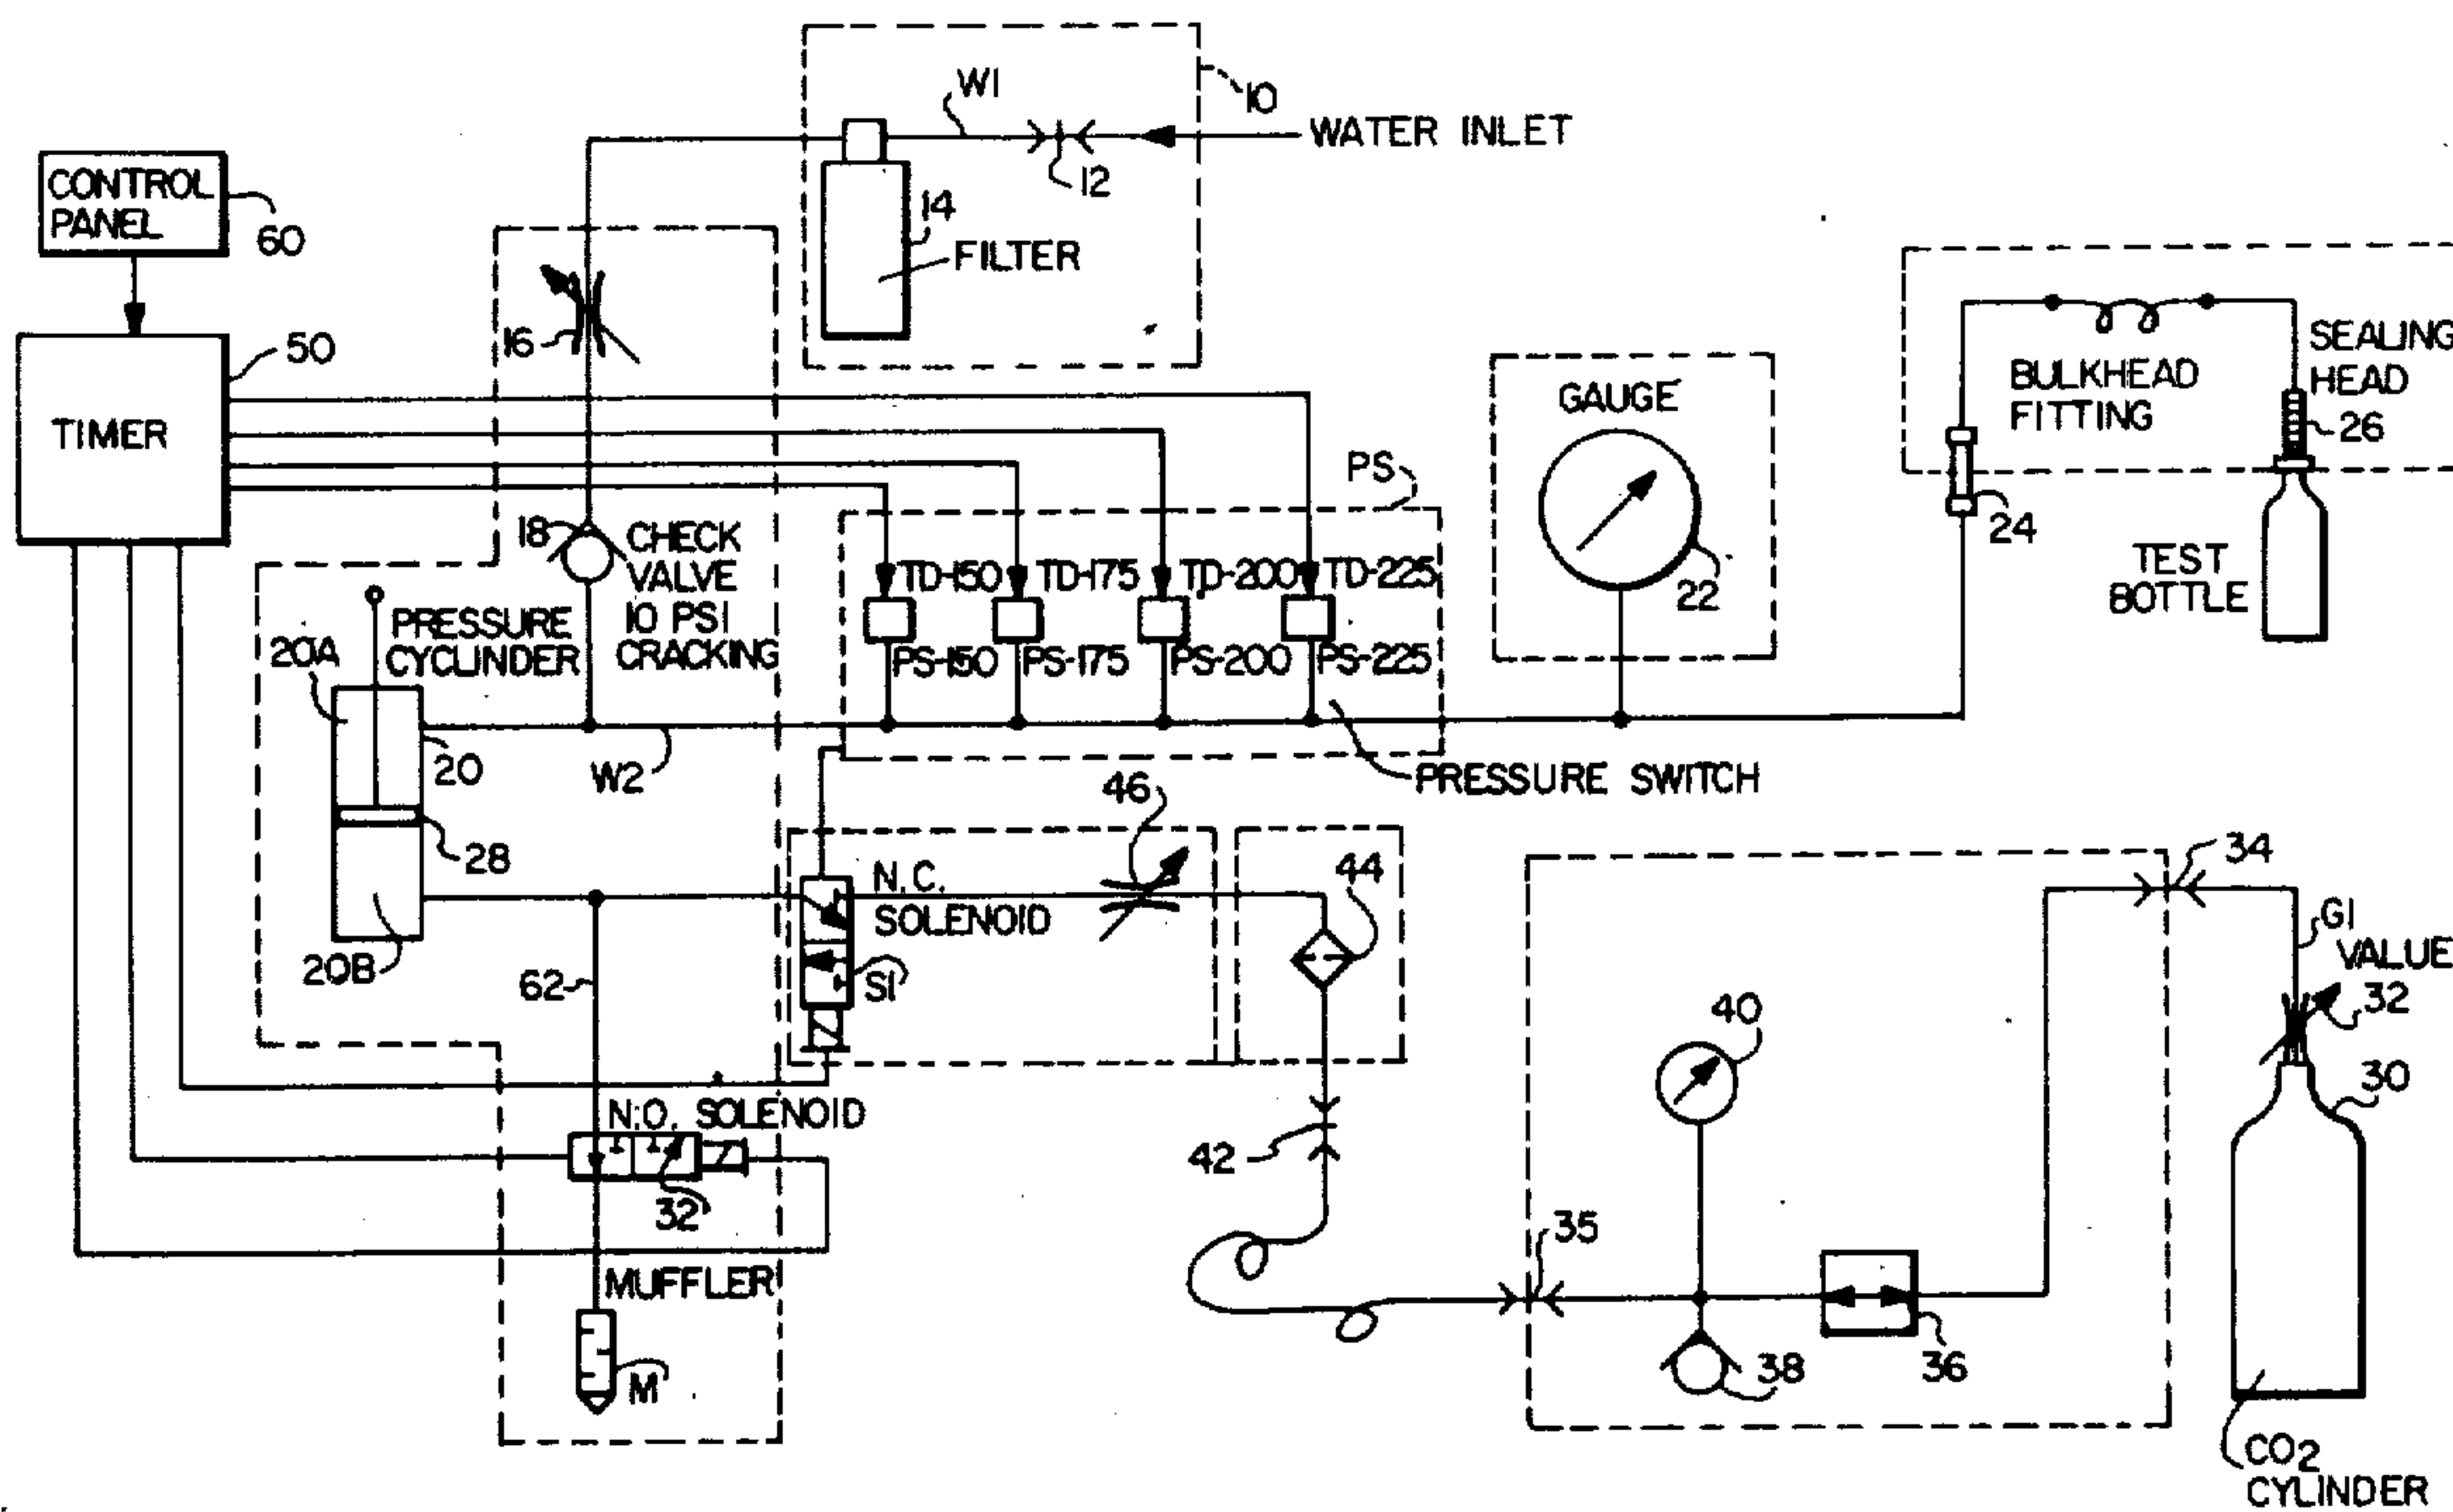 W1
10
WATER INLET
12
CONTROL
PANEL
60
14
FILTER
16
50
TIMER
GAUGE
22
SEALING
HEAD
26
BULKHEAD
FITTING
24
TEST
BOTTLE
PS
18
CHECK
VALVE
10 PSI
CRACKING
TD-150
TD-175
TD-200
TD-225
PS-150
PS-175
PS-200
PS-225
PRESSURE
CYCLINDER
20A
20
W2
PRESSURE SWITCH
28
20B
46
N.C.
SOLENOID
S1
44
62
34
G1
VALUE
32
30
40
N.O. SOLENOID
32'
42
35
MUFFLER
M
38
36
CO2
CYLINDER